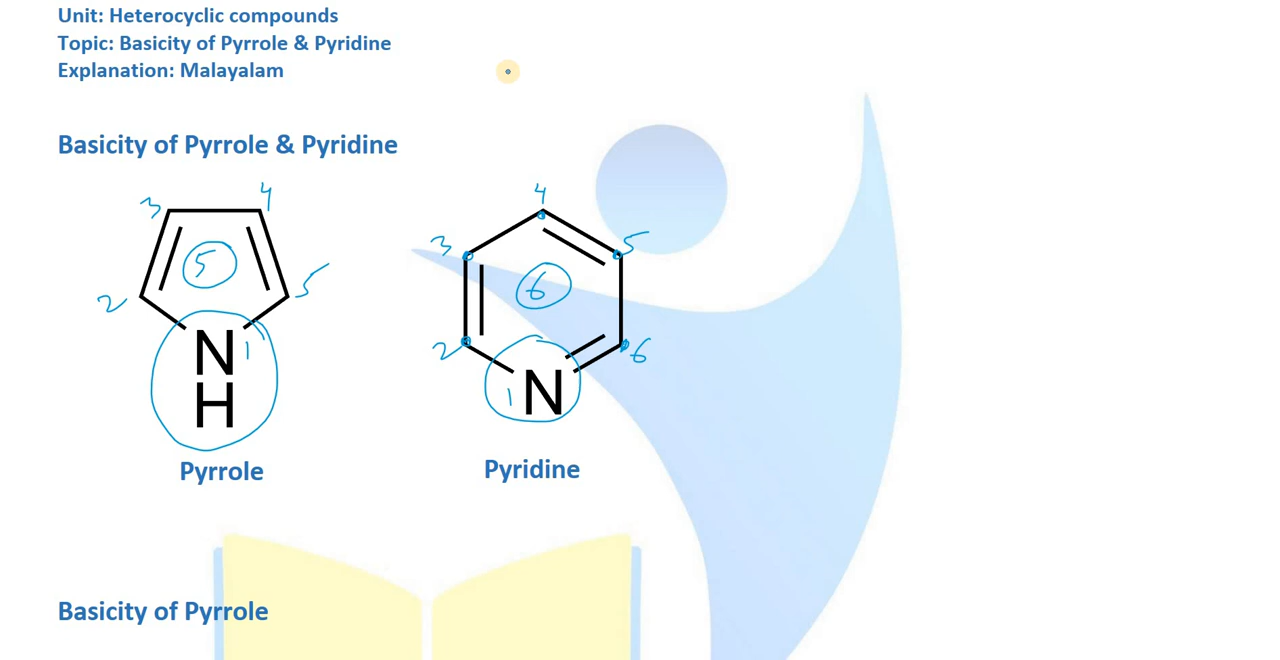 Unit: Heterocyclic compounds
Topic: Basicity of Pyrrole & Pyridine
Explanation: Malayalam
Basicity of Pyrrole & Pyridine
3 4
5
2 5
N 1
H
Pyrrole
4
3 5
6
2 6
1 N
Pyridine
Basicity of Pyrrole